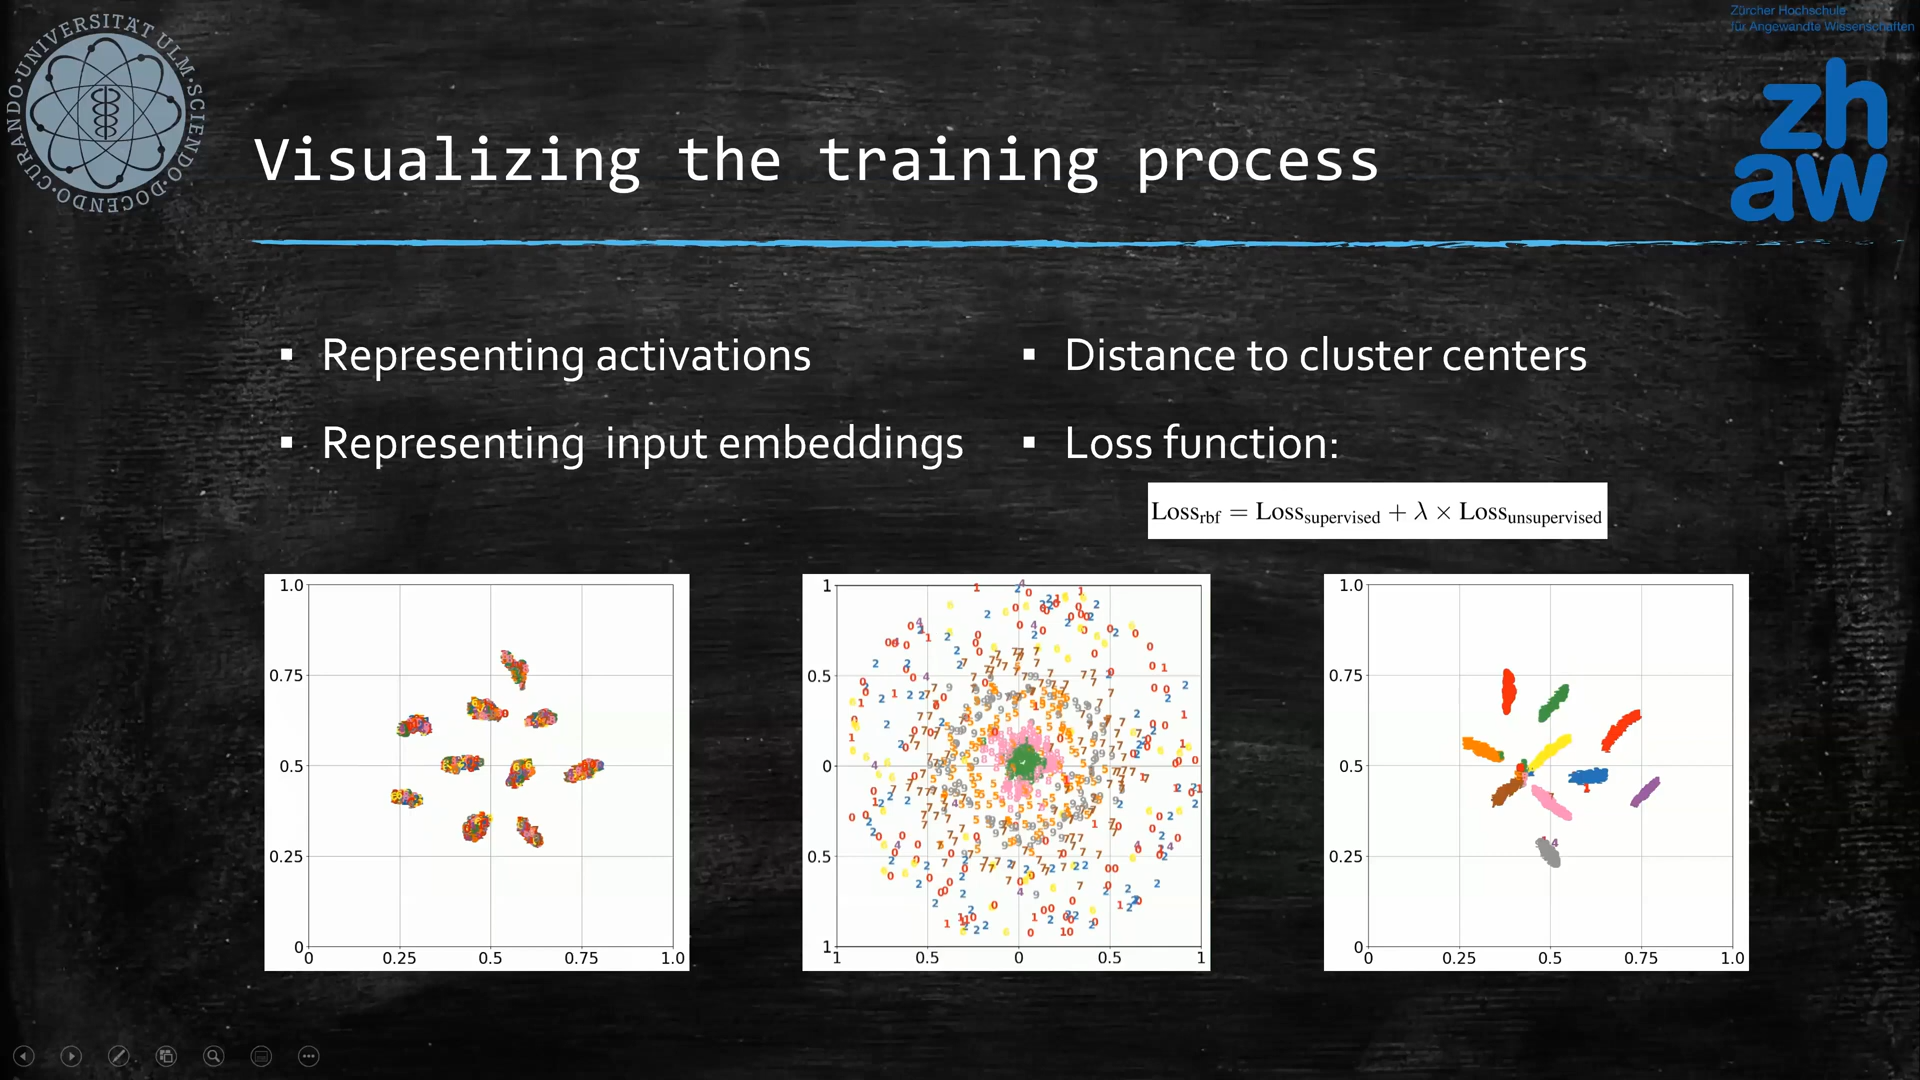 UNIVERSITÄT ULM · SCIENDO · DOCENDO · CURANDO ·
Zürcher Hochschule
für Angewandte Wissenschaften
zh
aw
Visualizing the training process
▪ Representing activations
▪ Representing input embeddings
▪ Distance to cluster centers
▪ Loss function:
Loss_rbf = Loss_supervised + λ × Loss_unsupervised
1.0
0.75
0.5
0.25
0
0 0.25 0.5 0.75 1.0
1
0.5
0
0.5
1
1 0.5 0 0.5 1
1.0
0.75
0.5
0.25
0
0 0.25 0.5 0.75 1.0